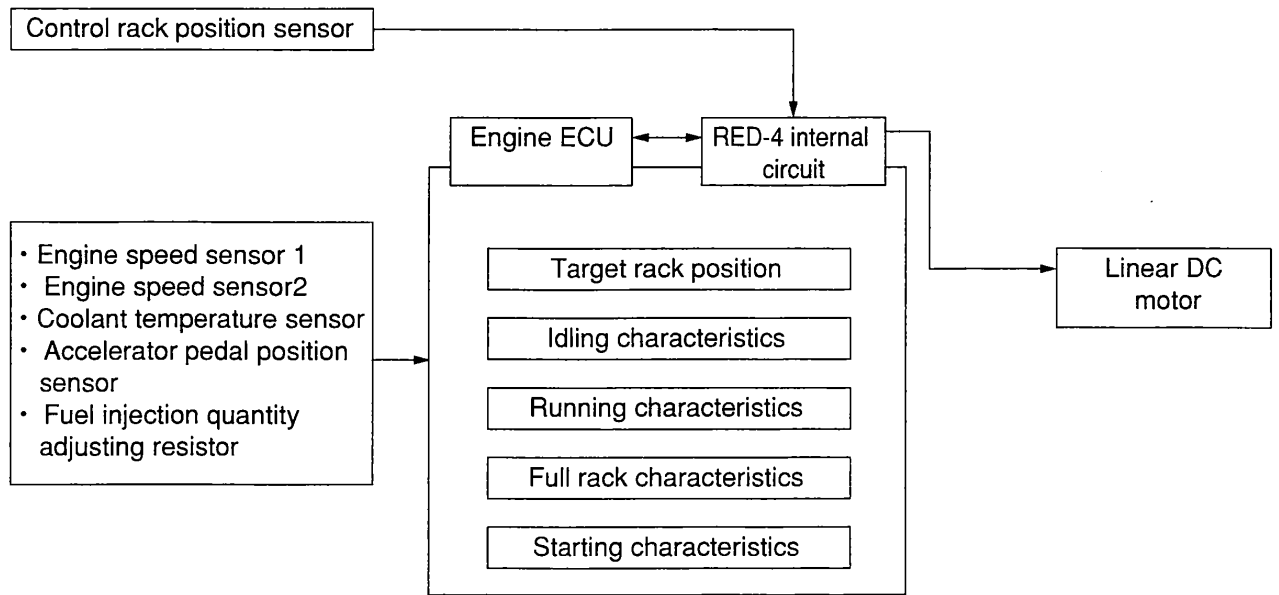 Control rack position sensor
Engine ECU
RED-4 internal
circuit
• Engine speed sensor 1
• Engine speed sensor2
• Coolant temperature sensor
• Accelerator pedal position
sensor
• Fuel injection quantity
adjusting resistor
Target rack position
Idling characteristics
Running characteristics
Full rack characteristics
Starting characteristics
Linear DC
motor